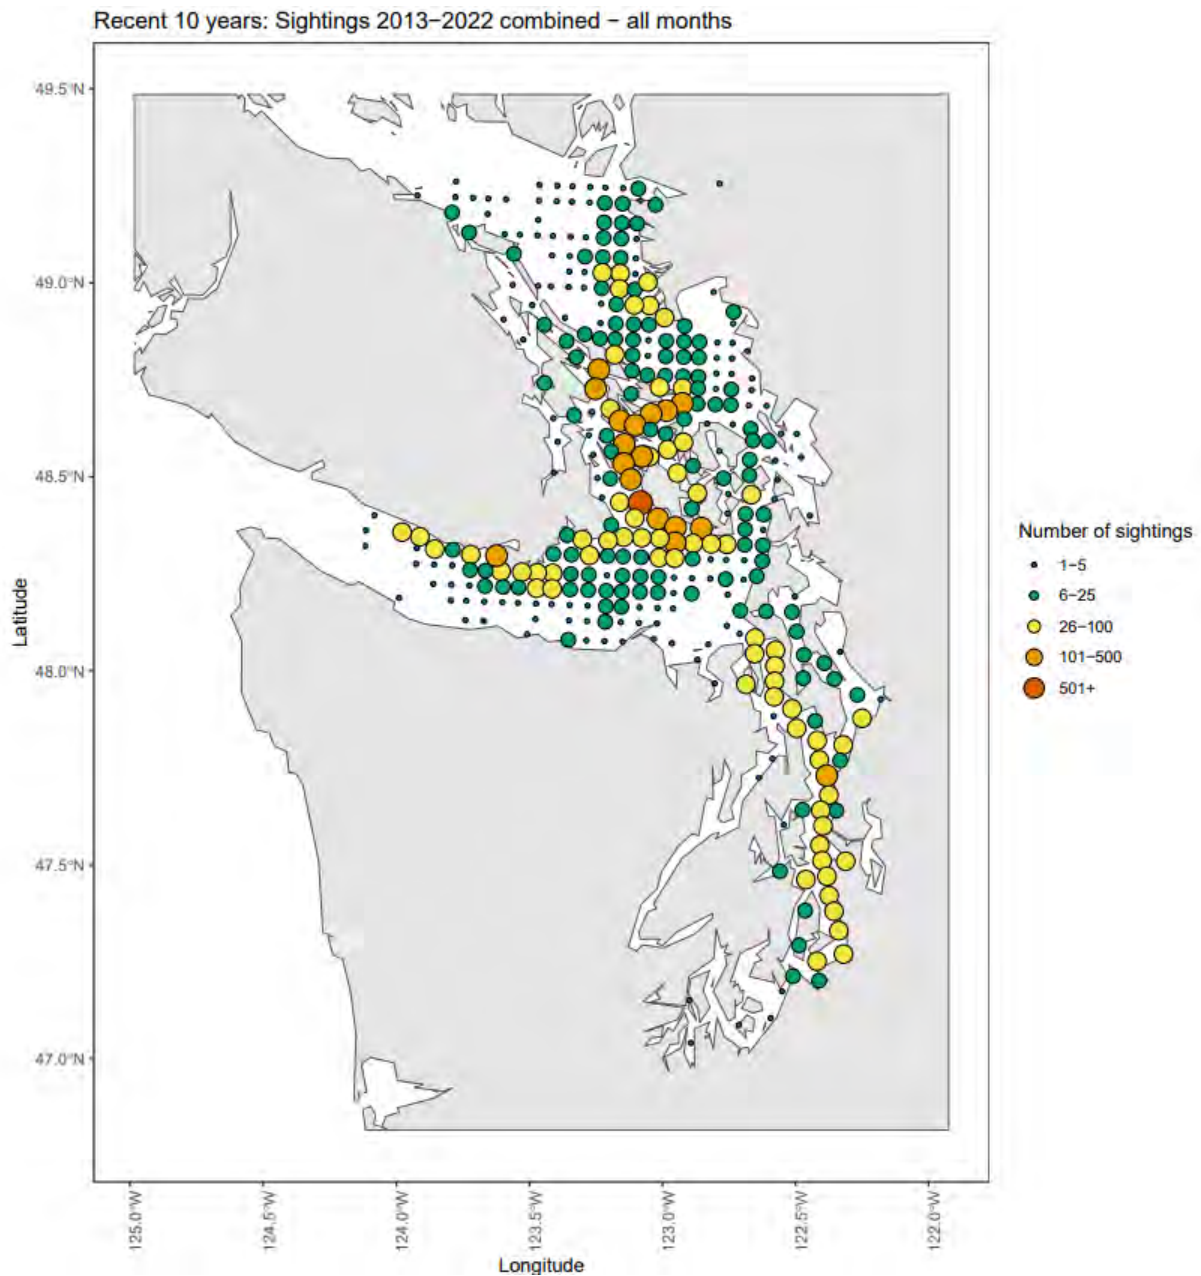 Recent 10 years: Sightings 2013−2022 combined − all months
49.5°N
49.0°N
48.5°N
48.0°N
47.5°N
47.0°N
Latitude
125.0°W
124.5°W
124.0°W
123.5°W
123.0°W
122.5°W
122.0°W
Longitude
Number of sightings
1−5
6−25
26−100
101−500
501+